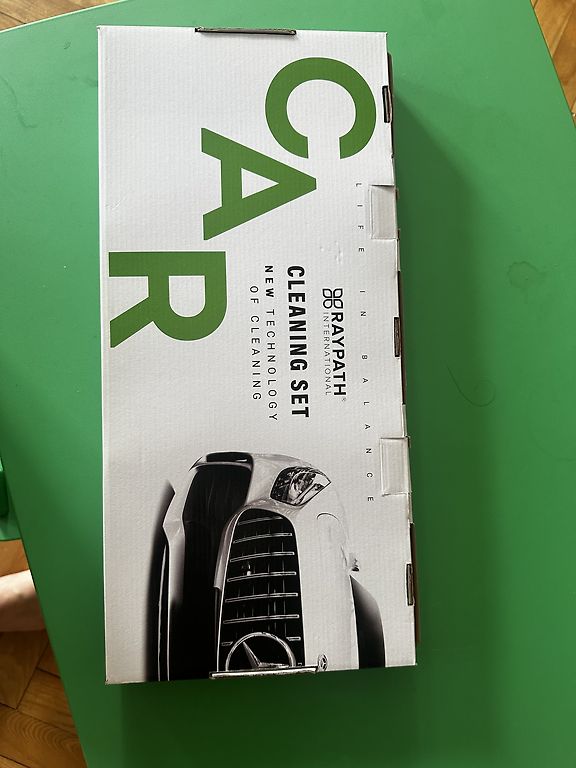 LIFE IN BALANCE
RAYPATH®
INTERNATIONAL
CLEANING SET
NEW TECHNOLOGY
OF CLEANING
CAR